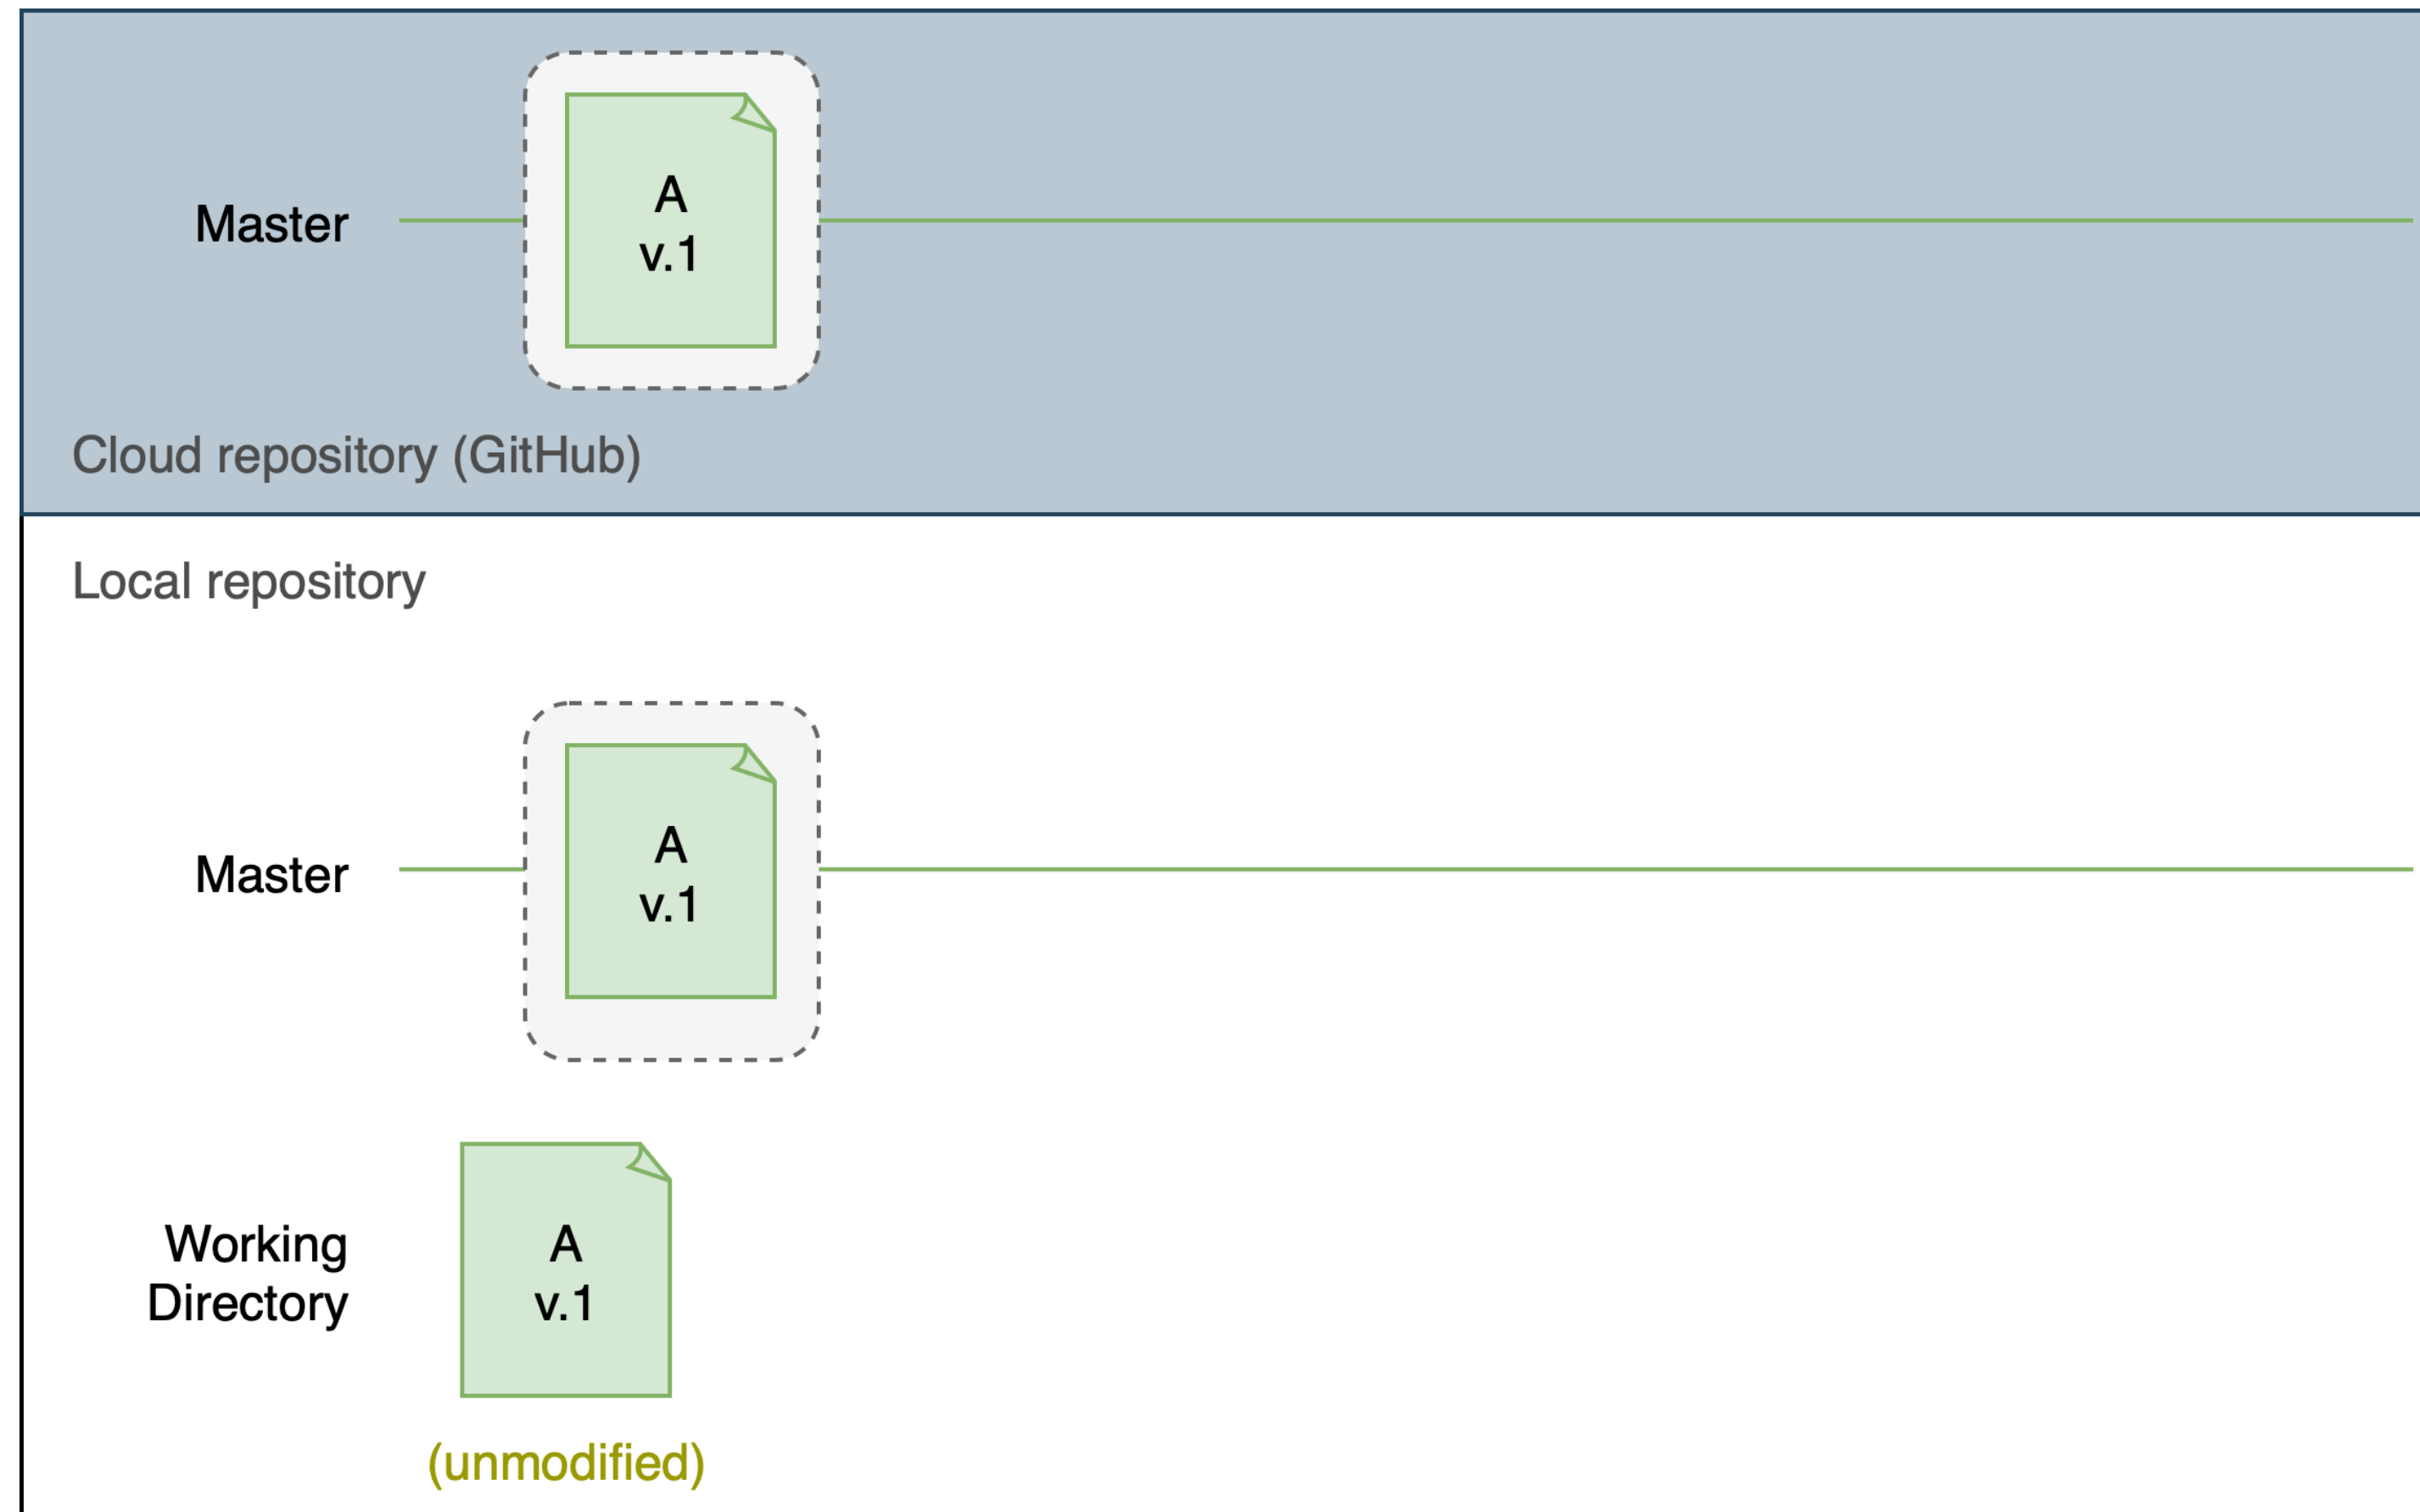 A
v.1
Master
Cloud repository (GitHub)
Local repository
A
v.1
Master
A
v.1
Working
Directory
(unmodified)